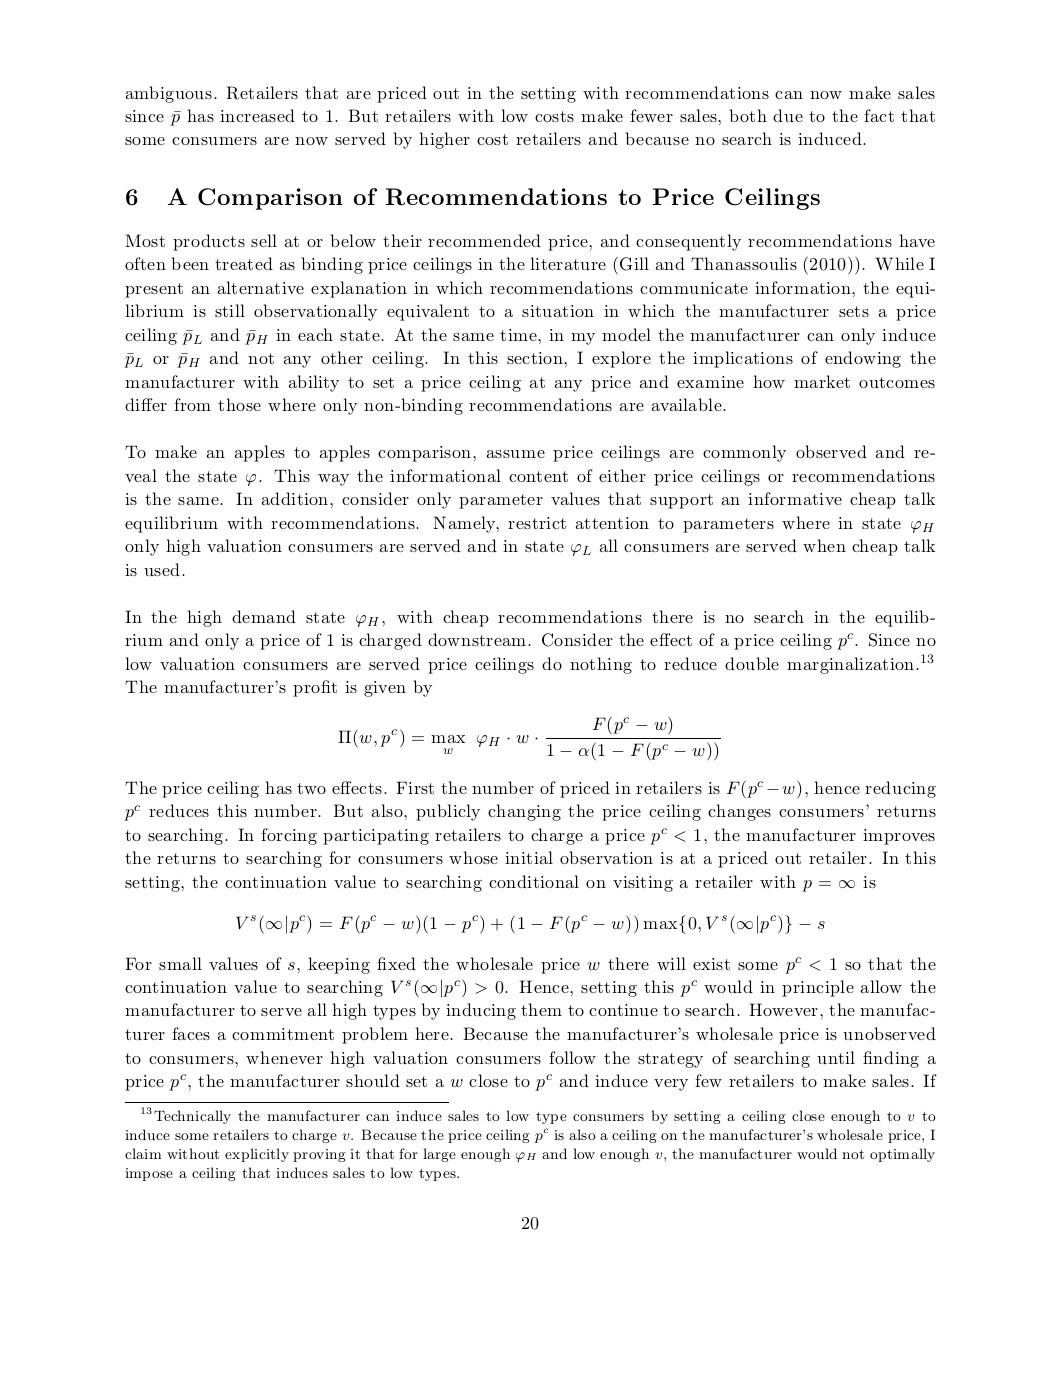 ambiguous. Retailers that are priced out in the setting with recommendations can now make sales
since p̄ has increased to 1. But retailers with low costs make fewer sales, both due to the fact that
some consumers are now served by higher cost retailers and because no search is induced.
6 A Comparison of Recommendations to Price Ceilings
Most products sell at or below their recommended price, and consequently recommendations have
often been treated as binding price ceilings in the literature (Gill and Thanassoulis (2010)). While I
present an alternative explanation in which recommendations communicate information, the equi-
librium is still observationally equivalent to a situation in which the manufacturer sets a price
ceiling p̄_L and p̄_H in each state. At the same time, in my model the manufacturer can only induce
p̄_L or p̄_H and not any other ceiling. In this section, I explore the implications of endowing the
manufacturer with ability to set a price ceiling at any price and examine how market outcomes
differ from those where only non-binding recommendations are available.
To make an apples to apples comparison, assume price ceilings are commonly observed and re-
veal the state φ. This way the informational content of either price ceilings or recommendations
is the same. In addition, consider only parameter values that support an informative cheap talk
equilibrium with recommendations. Namely, restrict attention to parameters where in state φ_H
only high valuation consumers are served and in state φ_L all consumers are served when cheap talk
is used.
In the high demand state φ_H, with cheap recommendations there is no search in the equilib-
rium and only a price of 1 is charged downstream. Consider the effect of a price ceiling p^c. Since no
low valuation consumers are served price ceilings do nothing to reduce double marginalization.^13
The manufacturer's profit is given by
Π(w, p^c) = max_w φ_H · w · F(p^c − w) / (1 − α(1 − F(p^c − w)))
The price ceiling has two effects. First the number of priced in retailers is F(p^c − w), hence reducing
p^c reduces this number. But also, publicly changing the price ceiling changes consumers' returns
to searching. In forcing participating retailers to charge a price p^c < 1, the manufacturer improves
the returns to searching for consumers whose initial observation is at a priced out retailer. In this
setting, the continuation value to searching conditional on visiting a retailer with p = ∞ is
V^s(∞|p^c) = F(p^c − w)(1 − p^c) + (1 − F(p^c − w)) max{0, V^s(∞|p^c)} − s
For small values of s, keeping fixed the wholesale price w there will exist some p^c < 1 so that the
continuation value to searching V^s(∞|p^c) > 0. Hence, setting this p^c would in principle allow the
manufacturer to serve all high types by inducing them to continue to search. However, the manufac-
turer faces a commitment problem here. Because the manufacturer's wholesale price is unobserved
to consumers, whenever high valuation consumers follow the strategy of searching until finding a
price p^c, the manufacturer should set a w close to p^c and induce very few retailers to make sales. If
^13Technically the manufacturer can induce sales to low type consumers by setting a ceiling close enough to v to
induce some retailers to charge v. Because the price ceiling p^c is also a ceiling on the manufacturer's wholesale price, I
claim without explicitly proving it that for large enough φ_H and low enough v, the manufacturer would not optimally
impose a ceiling that induces sales to low types.
20